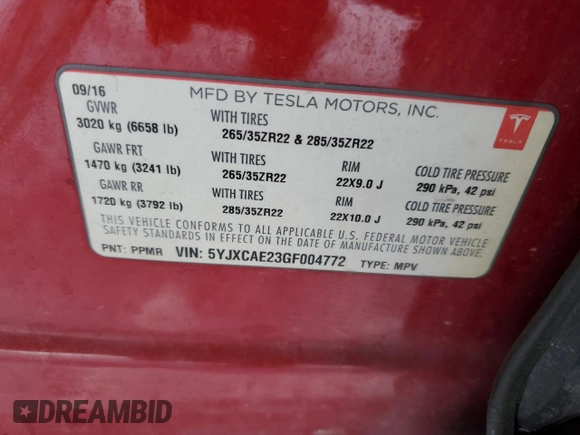 09/16
MFD BY TESLA MOTORS, INC.
GVWR
3020 kg (6658 lb)
WITH TIRES
265/35ZR22 & 285/35ZR22
TESLA
GAWR FRT
1470 kg (3241 lb)
WITH TIRES
265/35ZR22
RIM
22X9.0 J
COLD TIRE PRESSURE
290 kPa, 42 psi
GAWR RR
1720 kg (3792 lb)
WITH TIRES
285/35ZR22
RIM
22X10.0 J
COLD TIRE PRESSURE
290 kPa, 42 psi
THIS VEHICLE CONFORMS TO ALL APPLICABLE U.S. FEDERAL MOTOR VEHICLE
SAFETY STANDARDS IN EFFECT ON THE DATE OF MANUFACTURE SHOWN ABOVE.
PNT: PPMR VIN: 5YJXCAE23GF004772 TYPE: MPV
DREAMBID